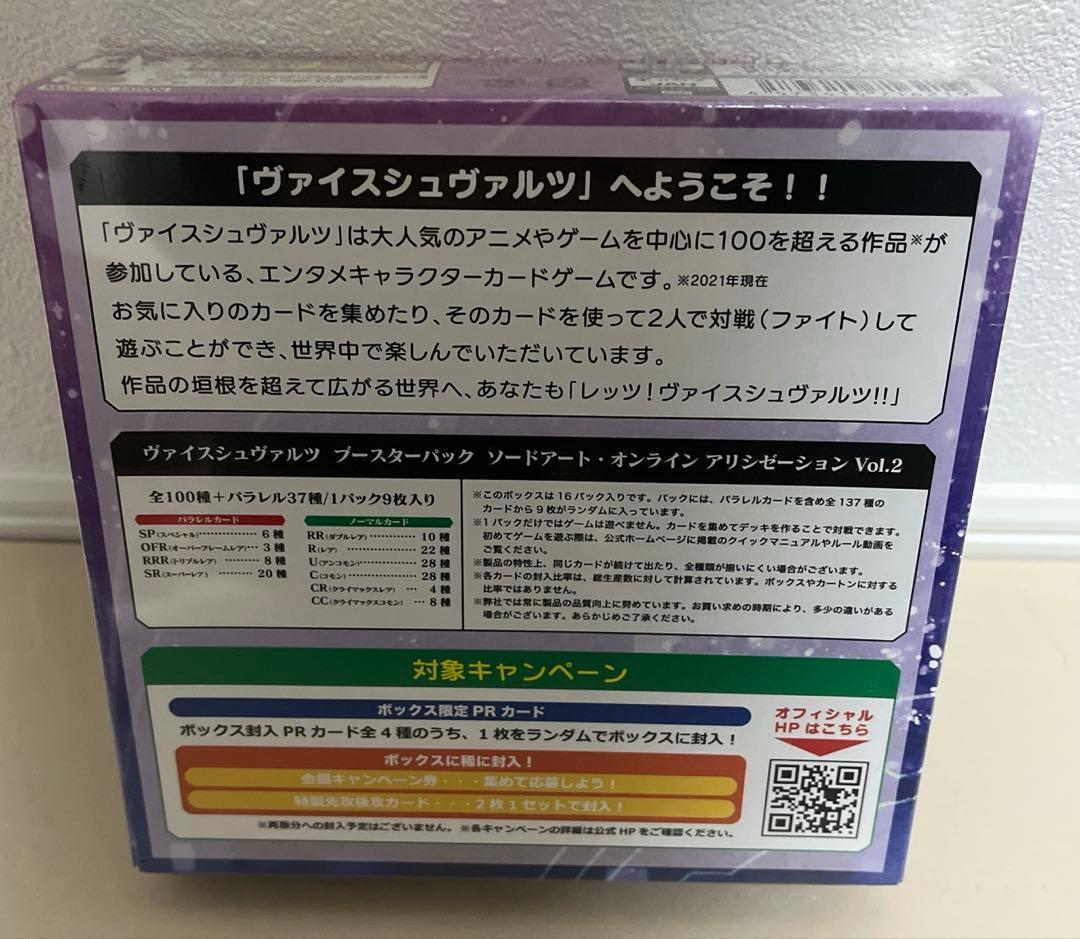 「ヴァイスシュヴァルツ」へようこそ！！
「ヴァイスシュヴァルツ」は大人気のアニメやゲームを中心に100を超える作品※が
参加している、エンタメキャラクターカードゲームです。※2021年現在
お気に入りのカードを集めたり、そのカードを使って2人で対戦（ファイト）して
遊ぶことができ、世界中で楽しんでいただいています。
作品の垣根を超えて広がる世界へ、あなたも「レッツ！ヴァイスシュヴァルツ!!」
ヴァイスシュヴァルツ ブースターパック ソードアート・オンライン アリシゼーション Vol.2
全100種＋パラレル37種/1パック9枚入り
パラレルカード
SP(スペシャル)……………… 6 種
OFR(オーバーフレームレア)… 3 種
RRR(トリプルレア) ………… 8 種
SR(スーパーレア) ………… 20 種
ノーマルカード
RR(ダブルレア)………… 10 種
R(レア)………………… 22 種
U(アンコモン)………… 28 種
C(コモン)……………… 28 種
CR(クライマックスレア) … 4 種
CC(クライマックスコモン) … 8 種
※このボックスは16パック入りです。パックには、パラレルカードを含め全137種の
カードから9枚がランダムに入っています。
※1パックだけではゲームは遊べません。カードを集めてデッキを作ることで対戦できます。
初めてゲームを遊ぶ際は、公式ホームページに掲載のクイックマニュアルやルール動画を
ご覧ください。
※製品の特性上、同じカードが続けて出たり、全種類が揃いにくい場合がございます。
※各カードの封入比率は、総生産数に対して計算されています。ボックスやカートンに対する
比率ではありません。
※弊社では常に製品の品質向上に努めています。お買い求めの時期により、多少の違いがある
場合がございます。あらかじめご了承ください。
対象キャンペーン
ボックス限定PRカード
ボックス封入PRカード全4種のうち、1枚をランダムでボックスに封入！
ボックスに稀に封入！
金銀キャンペーン券・・・集めて応募しよう！
特製先攻後攻カード・・・2枚1セットで封入！
※再販分への封入予定はございません。※各キャンペーンの詳細は公式HPをご確認ください。
オフィシャル
HPはこちら